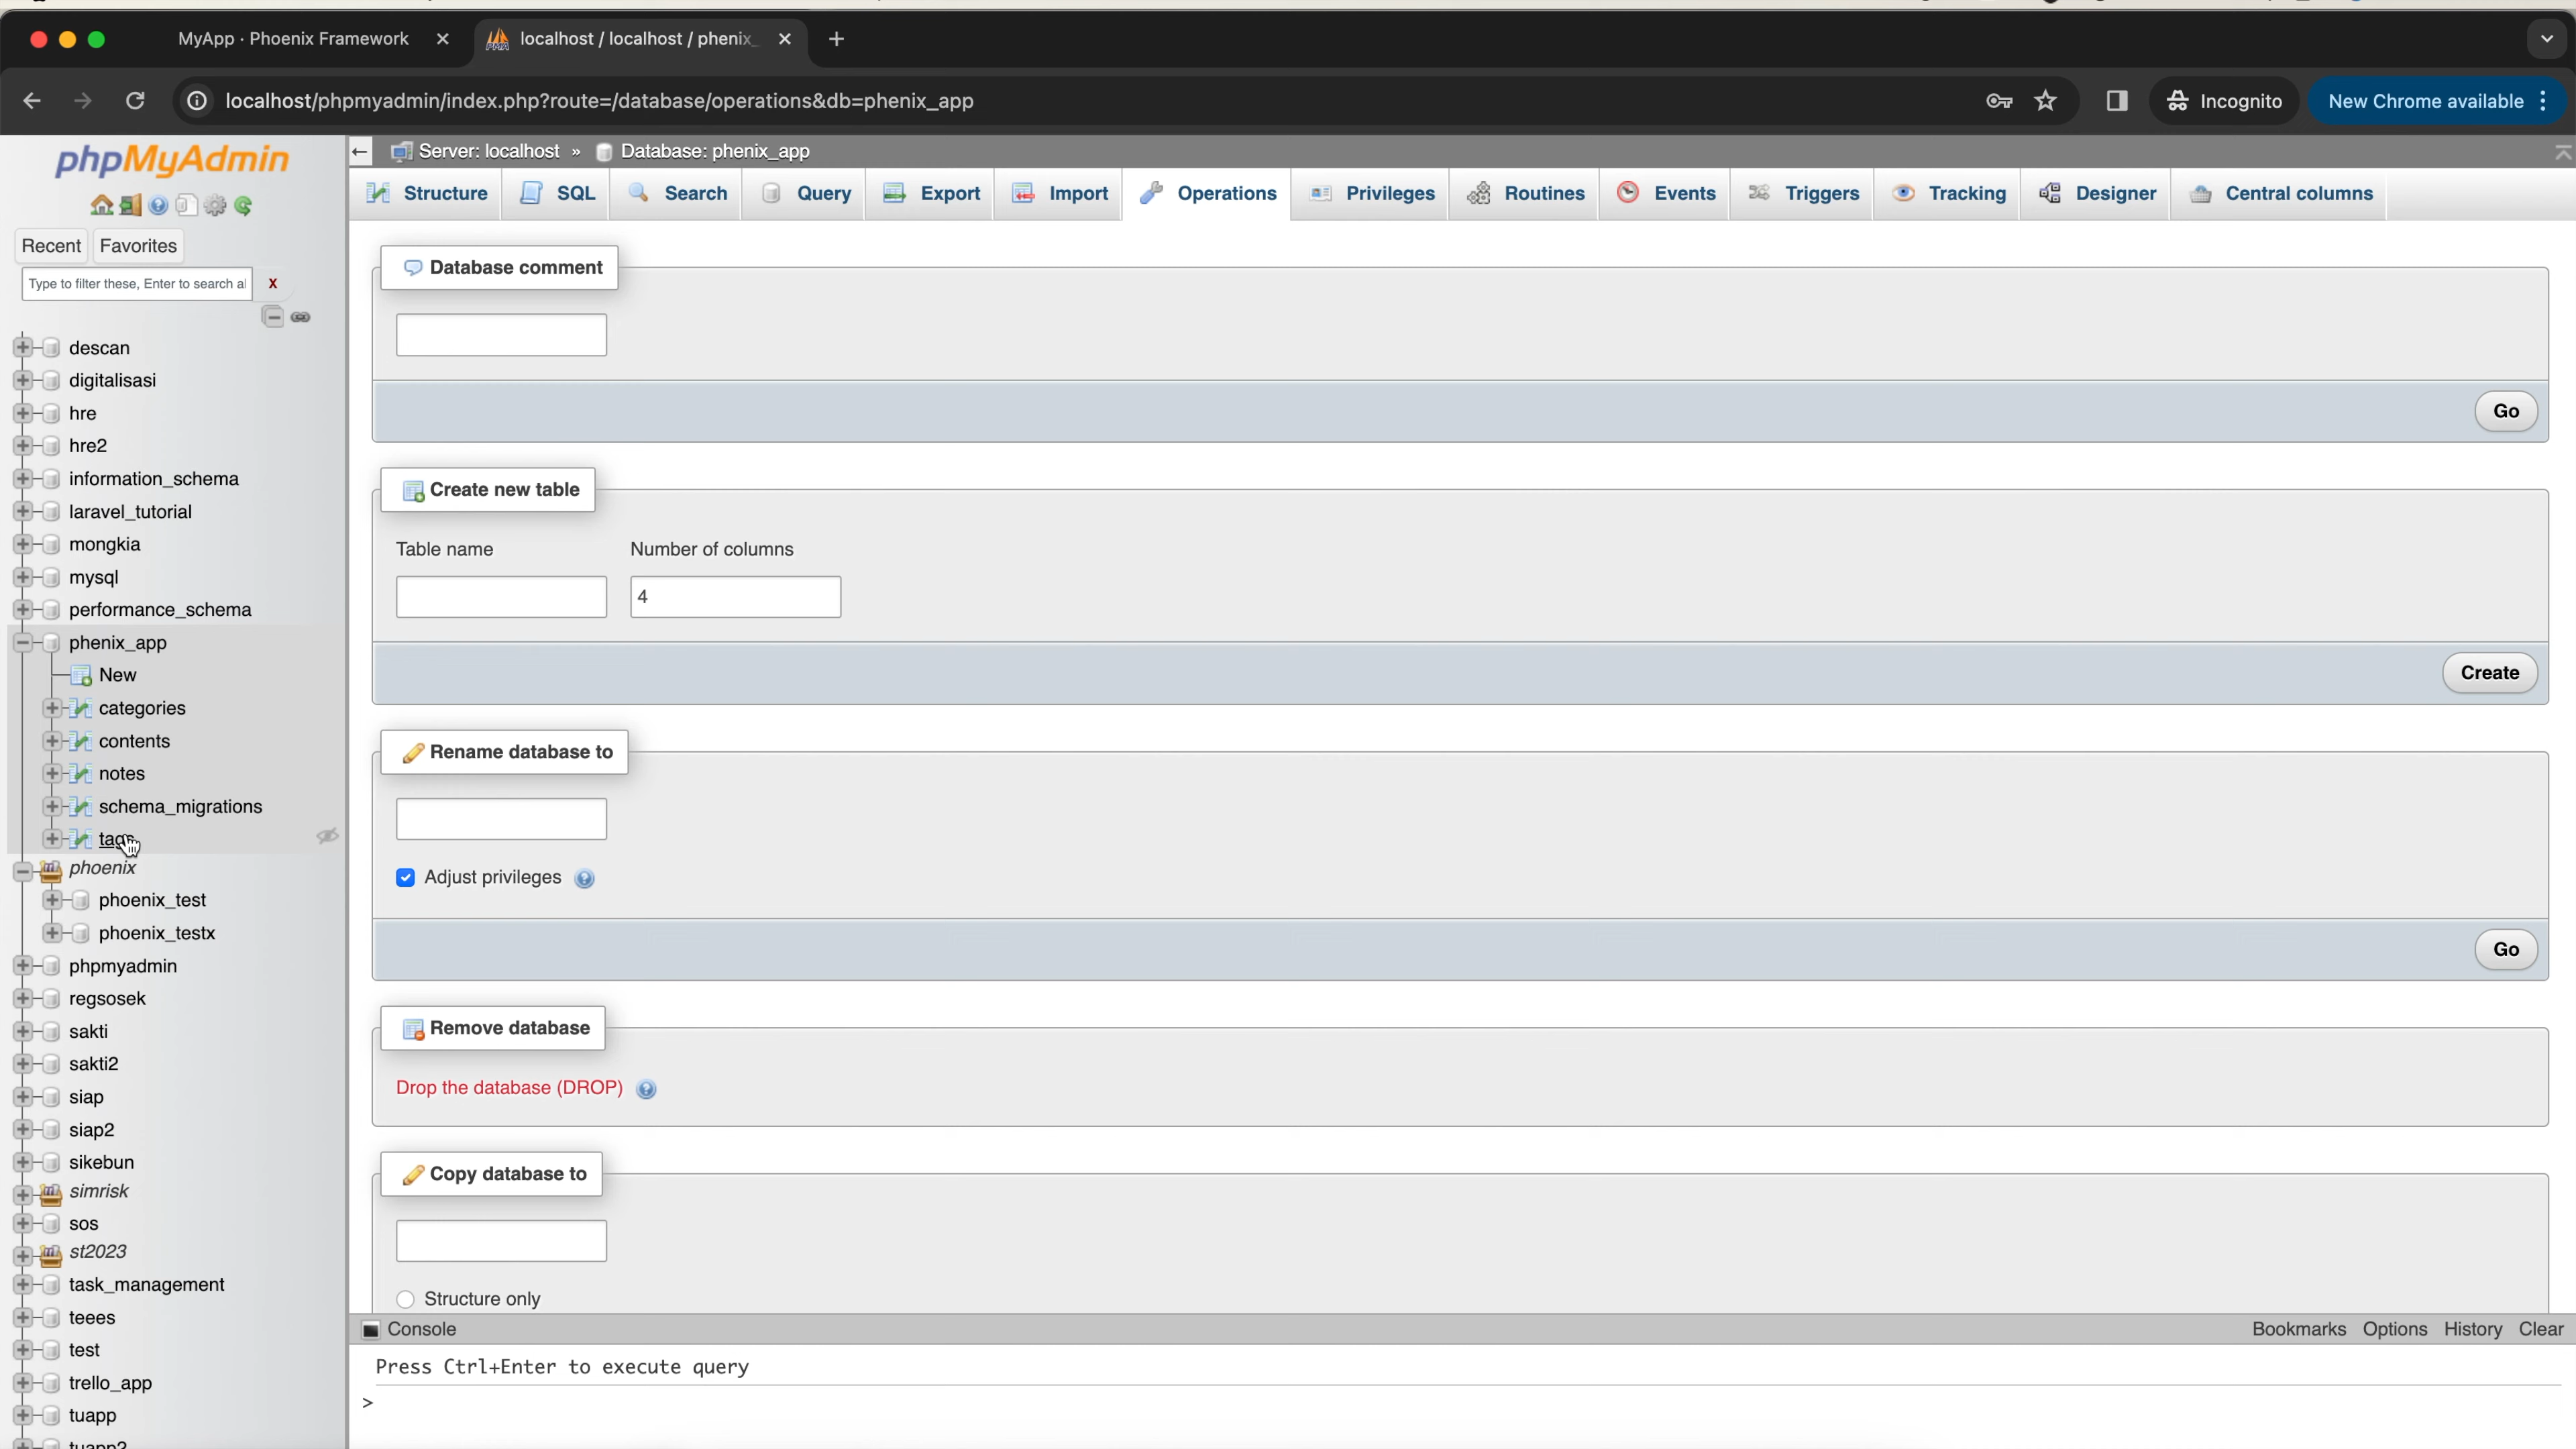 MyApp · Phoenix Framework
localhost / localhost / phenix_
localhost/phpmyadmin/index.php?route=/database/operations&db=phenix_app
Incognito
New Chrome available
phpMyAdmin
Recent
Favorites
Type to filter these, Enter to search al
X
descan
digitalisasi
hre
hre2
information_schema
laravel_tutorial
mongkia
mysql
performance_schema
phenix_app
New
categories
contents
notes
schema_migrations
tags
phoenix
phoenix_test
phoenix_testx
phpmyadmin
regsosek
sakti
sakti2
siap
siap2
sikebun
simrisk
sos
st2023
task_management
teees
test
trello_app
tuapp
tuapp2
Server: localhost » Database: phenix_app
Structure
SQL
Search
Query
Export
Import
Operations
Privileges
Routines
Events
Triggers
Tracking
Designer
Central columns
Database comment
Go
Create new table
Table name
Number of columns
4
Create
Rename database to
Adjust privileges
Go
Remove database
Drop the database (DROP)
Copy database to
Structure only
Console
Bookmarks
Options
History
Clear
Press Ctrl+Enter to execute query
>